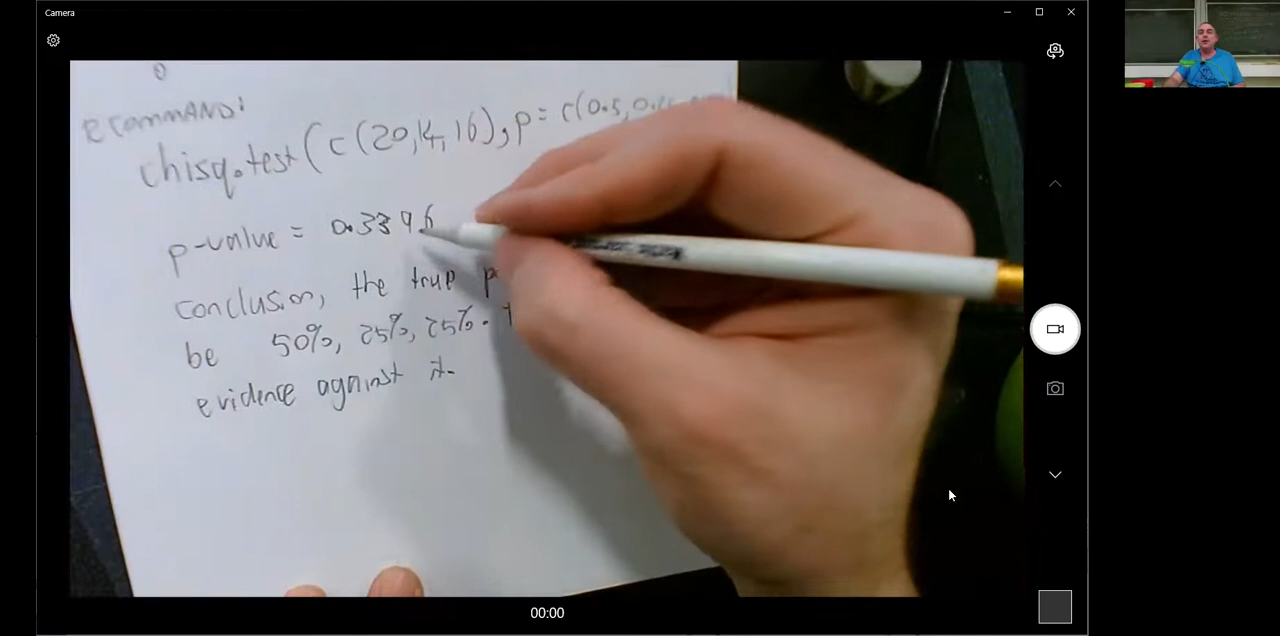 Camera
R COMMAND:
chisq.test(c(20,14,16), p = c(0.5,
p-value = 0.3396
conclusion, the true
be 50%, 25%, 25%.
evidence against it.
00:00